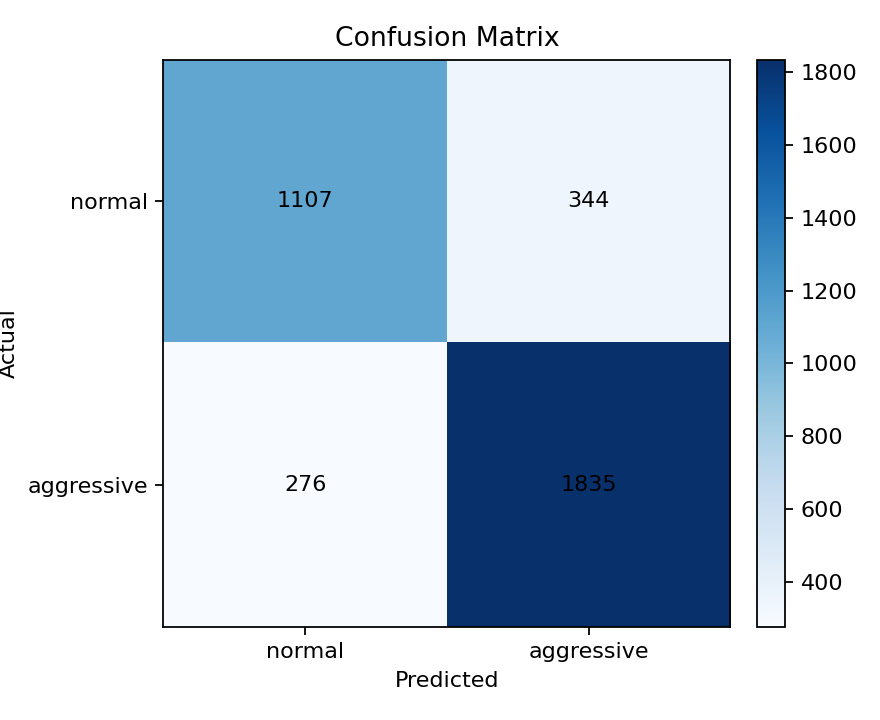 Confusion Matrix
Actual
normal
1107
344
aggressive
276
1835
normal
aggressive
Predicted
1800
1600
1400
1200
1000
800
600
400